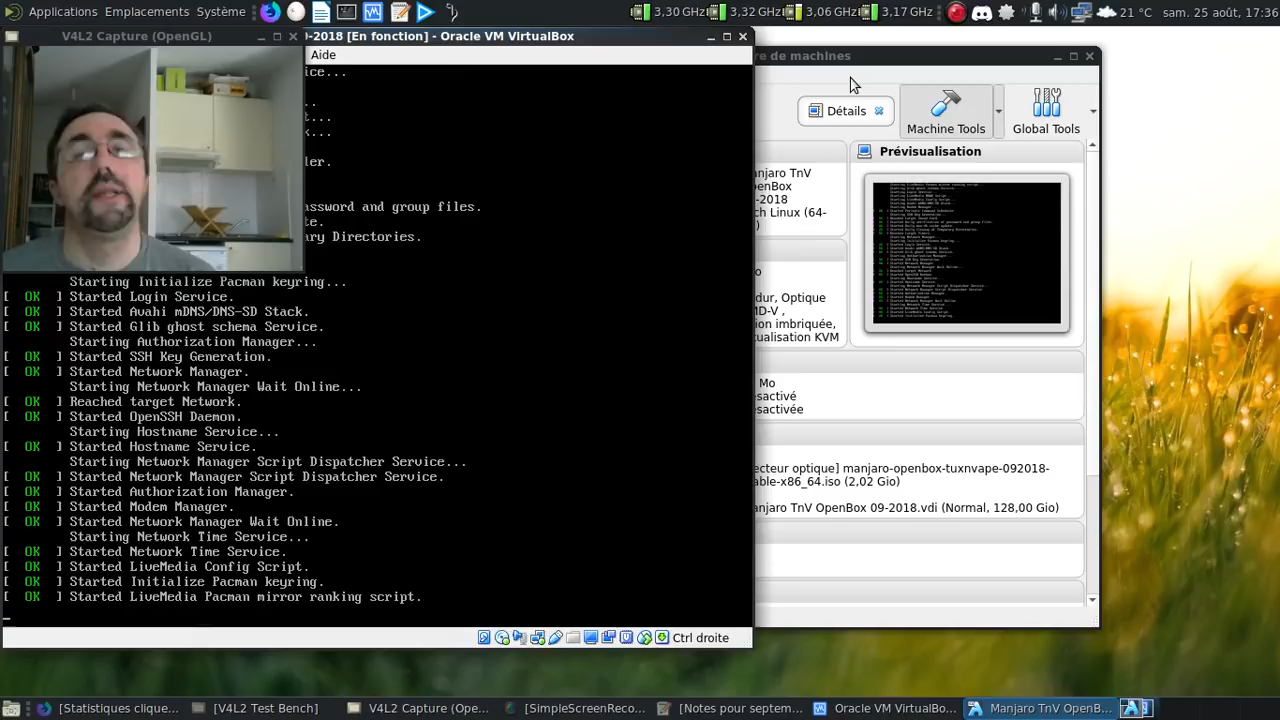 Applications Emplacements Système
3,30 GHz 3,32 GHz 3,06 GHz 3,17 GHz
21 °C sam. 25 août, 17:36
V4L2 Capture (OpenGL)
-2018 [En fonction] - Oracle VM VirtualBox
re de machines
Aide
Détails
Machine Tools
Global Tools
ice...
..
t...
x...
er.
assword and group files.
te.
ary Directories.
Starting Initialize Pacman keyring...
[ OK ] Started Login Service.
[ OK ] Started Avahi mDNS/DNS-SD Stack.
[ OK ] Started Glib ghost schema Service.
Starting Authorization Manager...
[ OK ] Started SSH Key Generation.
[ OK ] Started Network Manager.
Starting Network Manager Wait Online...
[ OK ] Reached target Network.
[ OK ] Started OpenSSH Daemon.
Starting Hostname Service...
[ OK ] Started Hostname Service.
Starting Network Manager Script Dispatcher Service...
[ OK ] Started Network Manager Script Dispatcher Service.
[ OK ] Started Authorization Manager.
[ OK ] Started Modem Manager.
[ OK ] Started Network Manager Wait Online.
Starting Network Time Service...
[ OK ] Started Network Time Service.
[ OK ] Started LiveMedia Config Script.
[ OK ] Started Initialize Pacman keyring.
[ OK ] Started LiveMedia Pacman mirror ranking script.
Ctrl droite
Prévisualisation
anjaro TnV
penBox
-2018
ch Linux (64-
)
o
dur, Optique
MD-V ,
ion imbriquée,
tualisation KVM
Mo
ésactivé
ésactivée
ecteur optique] manjaro-openbox-tuxnvape-092018-
able-x86_64.iso (2,02 Gio)
anjaro TnV OpenBox 09-2018.vdi (Normal, 128,00 Gio)
[Statistiques clique...
[V4L2 Test Bench]
V4L2 Capture (Ope...
[SimpleScreenReco...
[Notes pour septem...
Oracle VM VirtualBo...
Manjaro TnV OpenB...